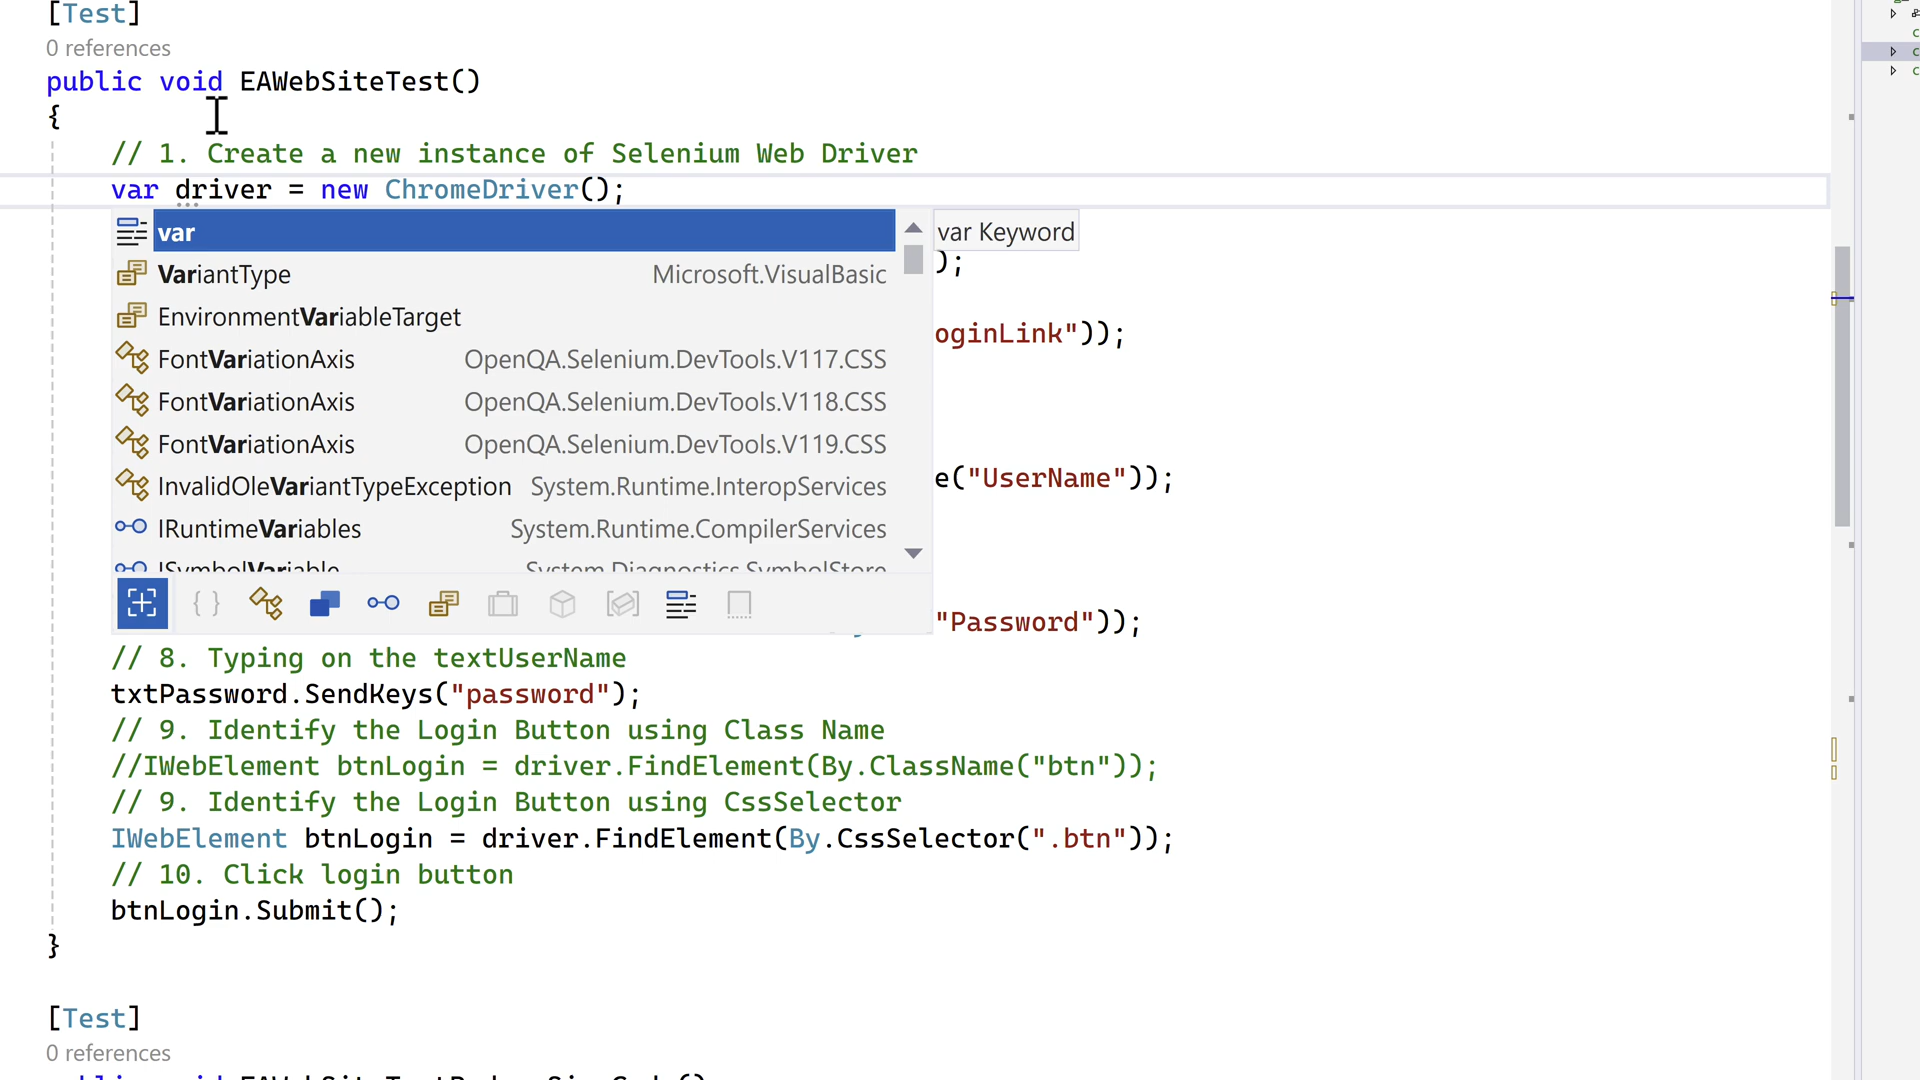 [Test]
0 references
public void EAWebSiteTest()
{
// 1. Create a new instance of Selenium Web Driver
var driver = new ChromeDriver();
var
var Keyword
);
VariantType Microsoft.VisualBasic
EnvironmentVariableTarget
oginLink"));
FontVariationAxis OpenQA.Selenium.DevTools.V117.CSS
FontVariationAxis OpenQA.Selenium.DevTools.V118.CSS
FontVariationAxis OpenQA.Selenium.DevTools.V119.CSS
e("UserName"));
InvalidOleVariantTypeException System.Runtime.InteropServices
IRuntimeVariables System.Runtime.CompilerServices
ISymbolVariable System.Diagnostics.SymbolStore
"Password"));
// 8. Typing on the textUserName
txtPassword.SendKeys("password");
// 9. Identify the Login Button using Class Name
//IWebElement btnLogin = driver.FindElement(By.ClassName("btn"));
// 9. Identify the Login Button using CssSelector
IWebElement btnLogin = driver.FindElement(By.CssSelector(".btn"));
// 10. Click login button
btnLogin.Submit();
}
[Test]
0 references